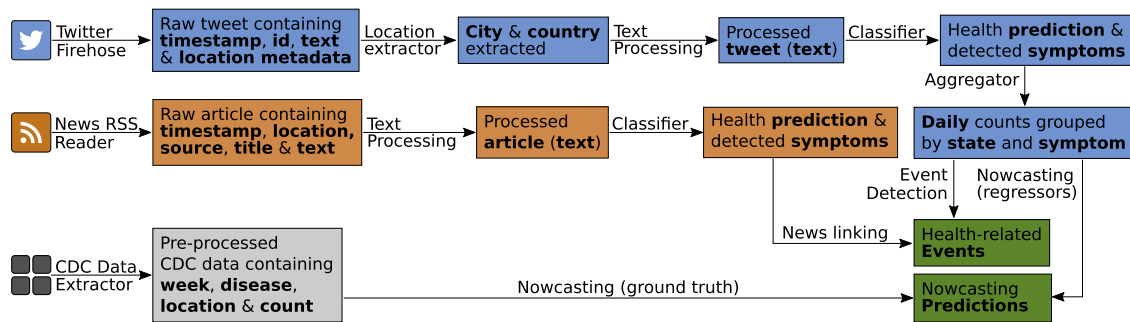 Twitter
Firehose
Raw tweet containing
timestamp, id, text
& location metadata
Location
extractor
City & country
extracted
Text
Processing
Processed
tweet (text)
Classifier
Health prediction &
detected symptoms
Aggregator
News RSS
Reader
Raw article containing
timestamp, location,
source, title & text
Text
Processing
Processed
article (text)
Classifier
Health prediction &
detected symptoms
Daily counts grouped
by state and symptom
Event
Detection
Nowcasting
(regressors)
News linking
Health-related
Events
CDC Data
Extractor
Pre-processed
CDC data containing
week, disease,
location & count
Nowcasting (ground truth)
Nowcasting
Predictions